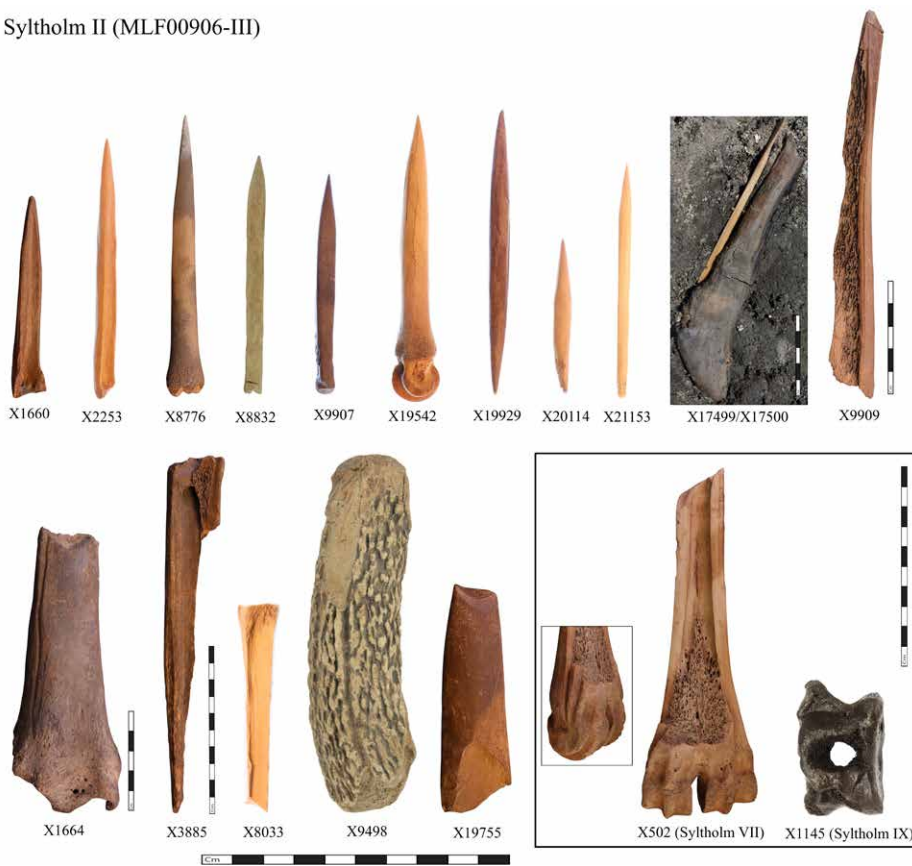 Syltholm II (MLF00906-III)
X1660
X2253
X8776
X8832
X9907
X19542
X19929
X20114
X21153
X17499/X17500
X9909
X1664
X3885
X8033
X9498
X19755
X502 (Syltholm VII)
X1145 (Syltholm IX)
Cm